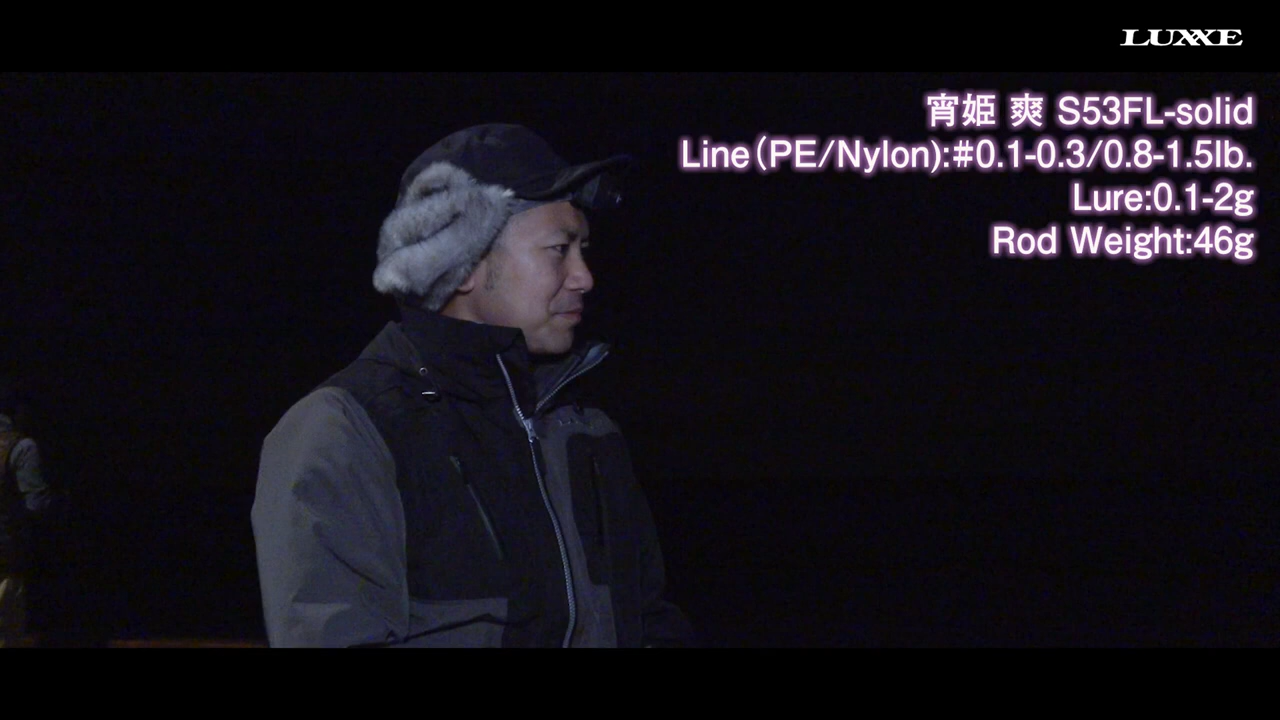 LUXXE
宵姫 爽 S53FL-solid
Line(PE/Nylon):#0.1-0.3/0.8-1.5lb.
Lure:0.1-2g
Rod Weight:46g